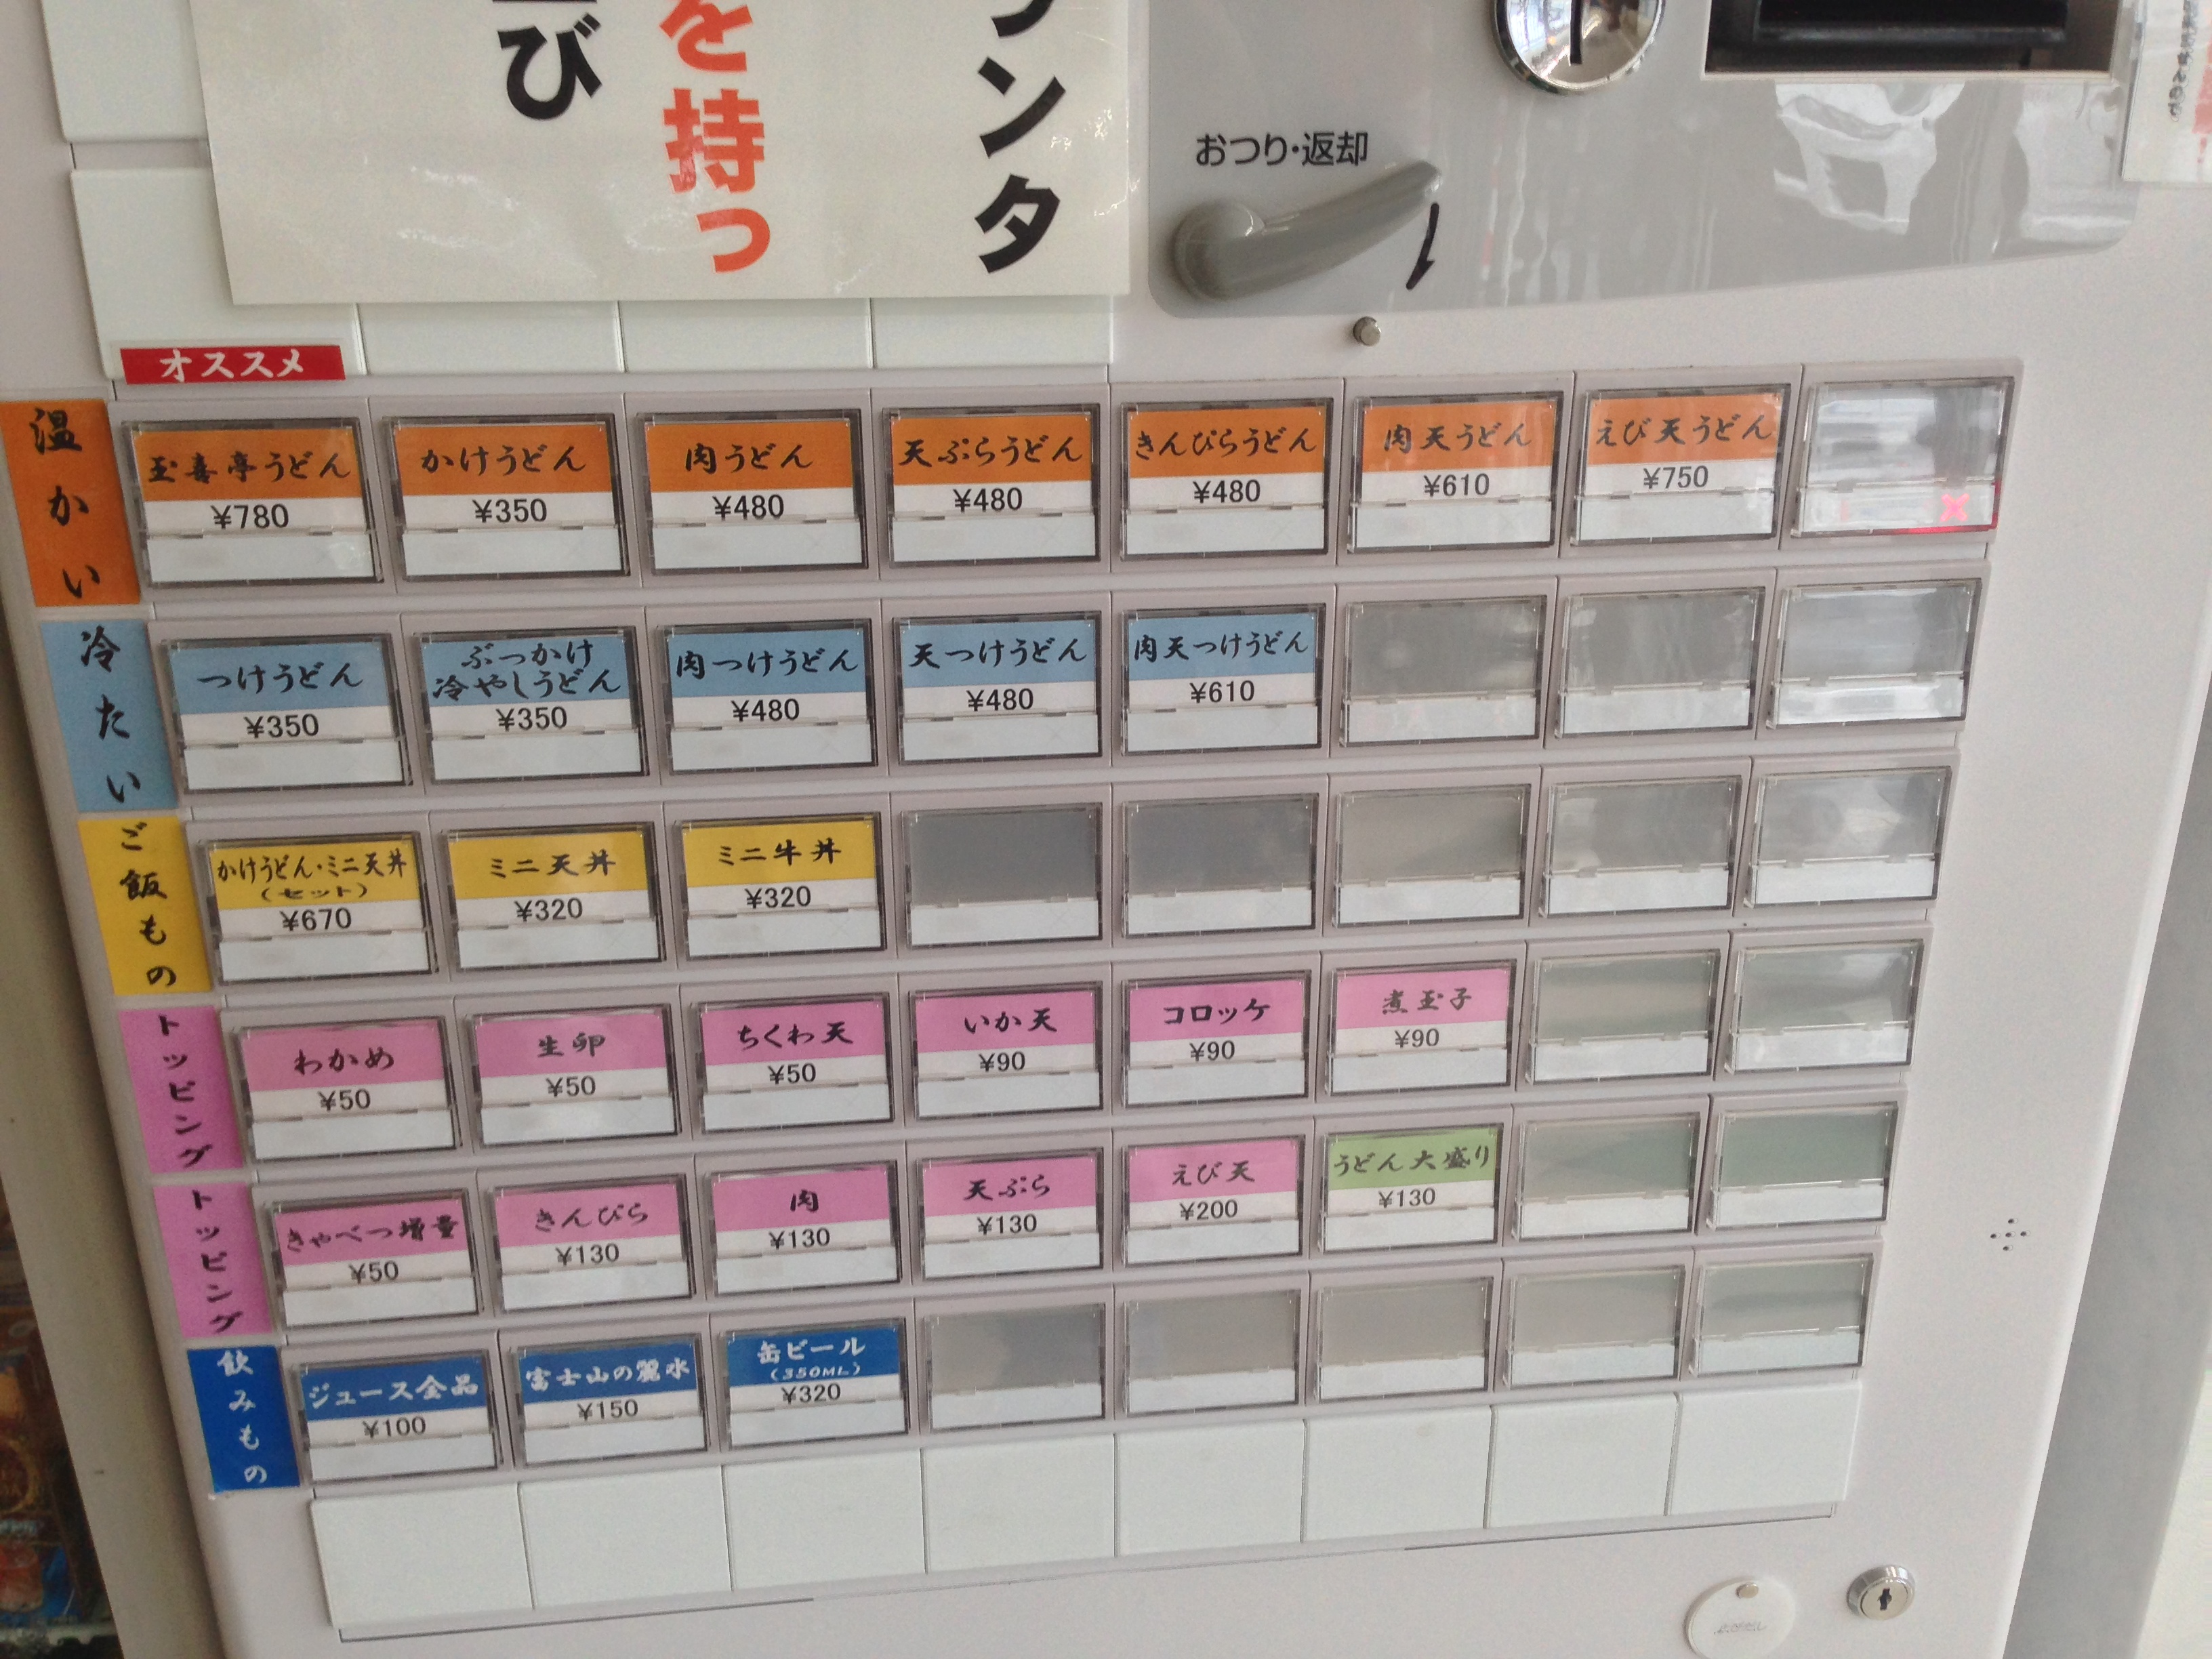 び
を持っ
ンタ
おつり・返却
オススメ
温かい
玉喜亭うどん
¥780
かけうどん
¥350
肉うどん
¥480
天ぷらうどん
¥480
きんぴらうどん
¥480
肉天うどん
¥610
えび天うどん
¥750
冷たい
つけうどん
¥350
ぶっかけ
冷やしうどん
¥350
肉つけうどん
¥480
天つけうどん
¥480
肉天つけうどん
¥610
ご飯もの
かけうどん・ミニ天丼
(セット)
¥670
ミニ天丼
¥320
ミニ牛丼
¥320
トッピング
わかめ
¥50
生卵
¥50
ちくわ天
¥50
いか天
¥90
コロッケ
¥90
煮玉子
¥90
トッピング
きゃべつ増量
¥50
きんぴら
¥130
肉
¥130
天ぷら
¥130
えび天
¥200
うどん大盛り
¥130
飲みもの
ジュース全品
¥100
富士山の麗水
¥150
缶ビール
(350ML)
¥320